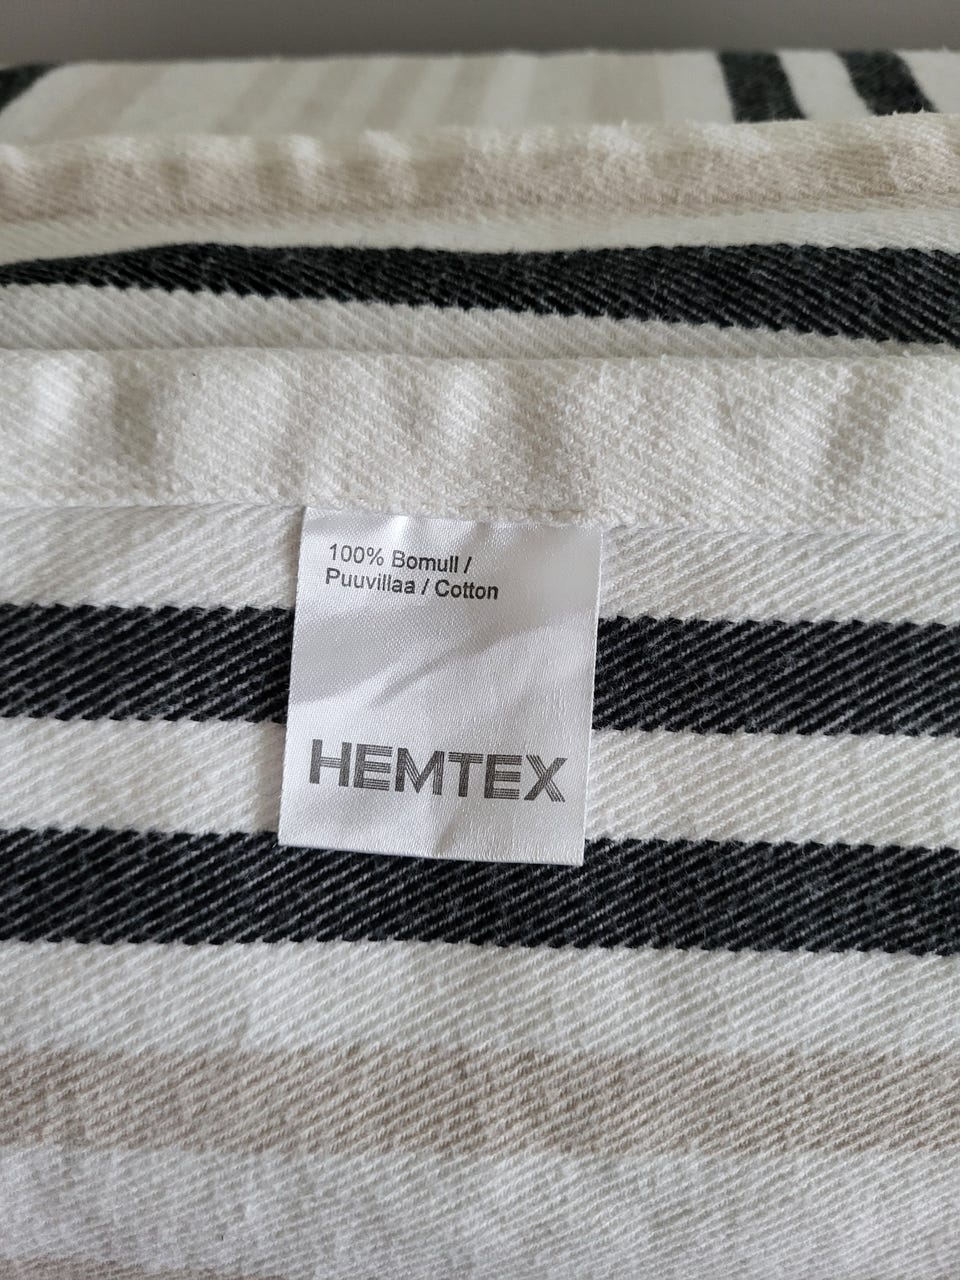 100% Bomull /
Puuvillaa / Cotton
HEMTEX